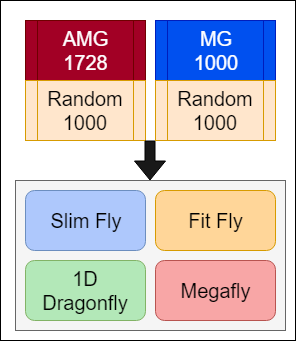 AMG
1728
MG
1000
Random
1000
Random
1000
Slim Fly
Fit Fly
1D
Dragonfly
Megafly